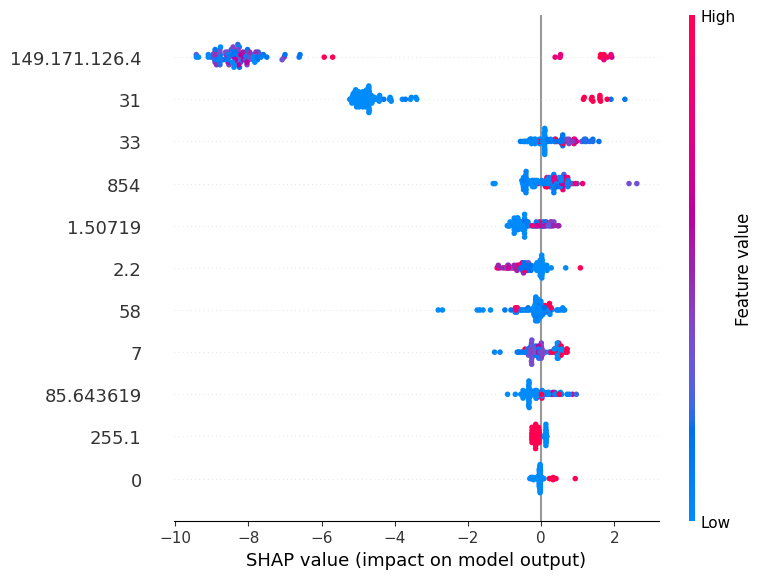 High
149.171.126.4
31
33
854
1.50719
2.2
58
7
85.643619
255.1
0
Feature value
Low
−10 −8 −6 −4 −2 0 2
SHAP value (impact on model output)